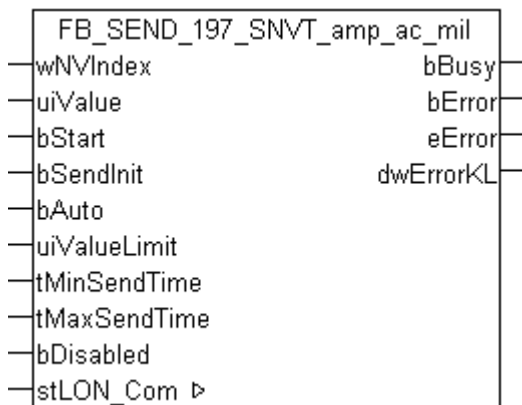 FB_SEND_197_SNVT_amp_ac_mil
wNVIndex bBusy
uiValue bError
bStart eError
bSendInit dwErrorKL
bAuto
uiValueLimit
tMinSendTime
tMaxSendTime
bDisabled
stLON_Com ▷